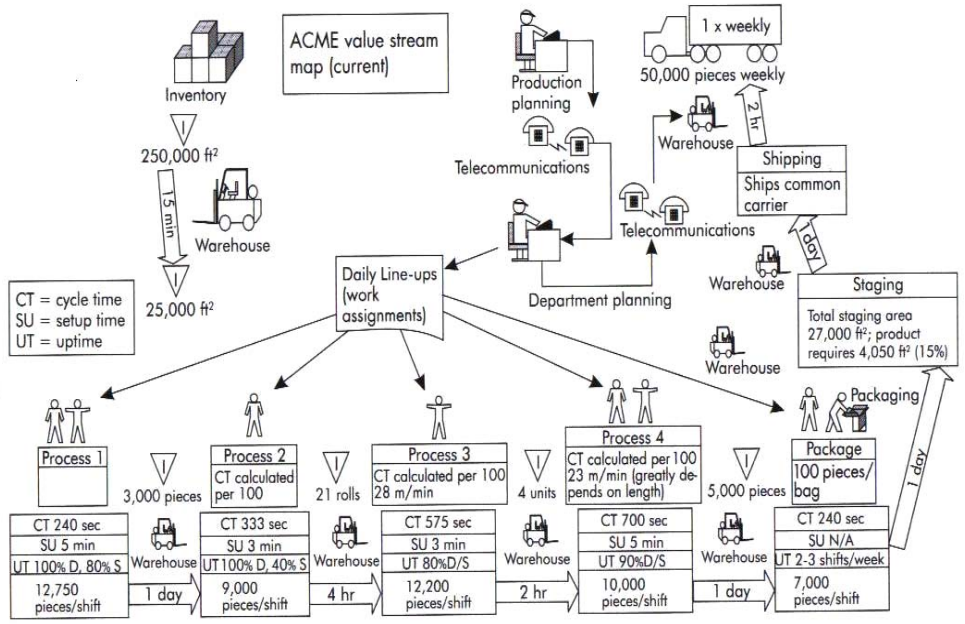 ACME value stream
map (current)
Inventory
I
250,000 ft²
15 min
Warehouse
I
25,000 ft²
CT = cycle time
SU = setup time
UT = uptime
Production
planning
Telecommunications
Department planning
Telecommunications
Warehouse
1 x weekly
50,000 pieces weekly
2 hr
Shipping
Ships common
carrier
1 day
Warehouse
Staging
Total staging area
27,000 ft²; product
requires 4,050 ft² (15%)
Warehouse
1 day
Daily Line-ups
(work
assignments)
Process 1
CT 240 sec
SU 5 min
UT 100% D, 80% S
12,750
pieces/shift
I
3,000 pieces
Warehouse
1 day
Process 2
CT calculated
per 100
CT 333 sec
SU 3 min
UT 100% D, 40% S
9,000
pieces/shift
I
21 rolls
Warehouse
4 hr
Process 3
CT calculated per 100
28 m/min
CT 575 sec
SU 3 min
UT 80%D/S
12,200
pieces/shift
I
4 units
Warehouse
2 hr
Process 4
CT calculated per 100
23 m/min (greatly de-
pends on length)
CT 700 sec
SU 5 min
UT 90%D/S
10,000
pieces/shift
I
5,000 pieces
Warehouse
1 day
Packaging
Package
100 pieces/
bag
CT 240 sec
SU N/A
UT 2-3 shifts/week
7,000
pieces/shift